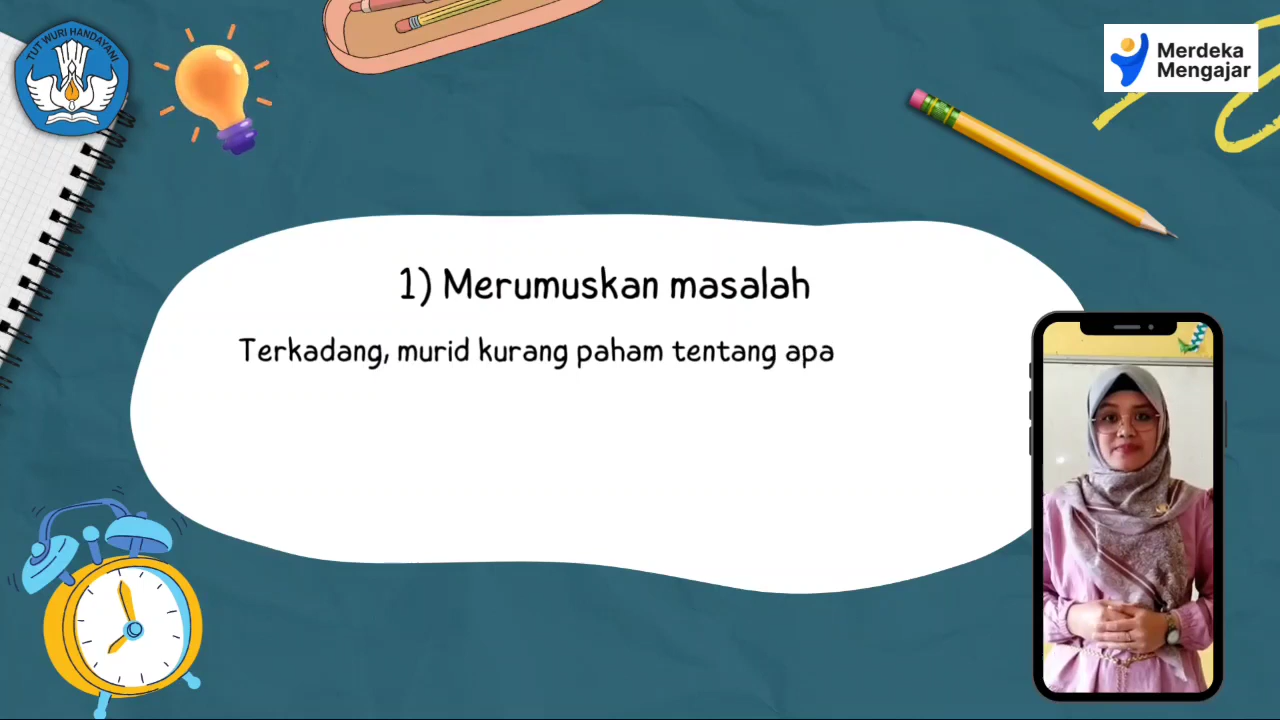 TUT WURI HANDAYANI
Merdeka
Mengajar
1) Merumuskan masalah
Terkadang, murid kurang paham tentang apa